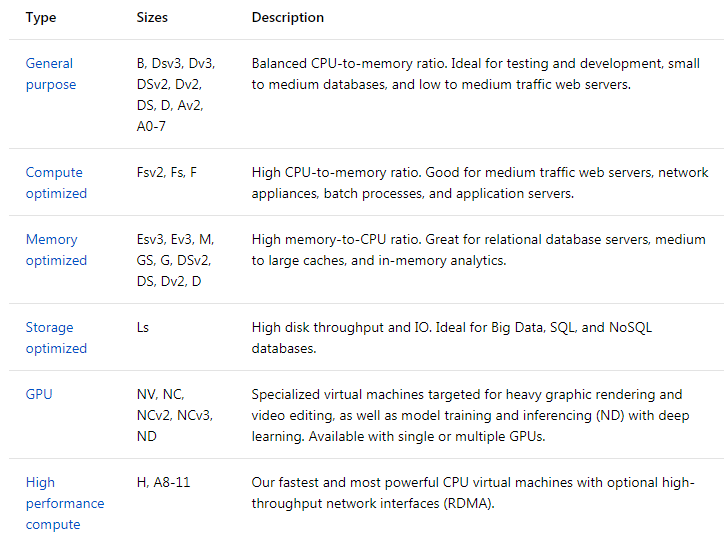 Type Sizes Description
General purpose B, Dsv3, Dv3, DSv2, Dv2, DS, D, Av2, A0-7 Balanced CPU-to-memory ratio. Ideal for testing and development, small to medium databases, and low to medium traffic web servers.
Compute optimized Fsv2, Fs, F High CPU-to-memory ratio. Good for medium traffic web servers, network appliances, batch processes, and application servers.
Memory optimized Esv3, Ev3, M, GS, G, DSv2, DS, Dv2, D High memory-to-CPU ratio. Great for relational database servers, medium to large caches, and in-memory analytics.
Storage optimized Ls High disk throughput and IO. Ideal for Big Data, SQL, and NoSQL databases.
GPU NV, NC, NCv2, NCv3, ND Specialized virtual machines targeted for heavy graphic rendering and video editing, as well as model training and inferencing (ND) with deep learning. Available with single or multiple GPUs.
High performance compute H, A8-11 Our fastest and most powerful CPU virtual machines with optional high-throughput network interfaces (RDMA).